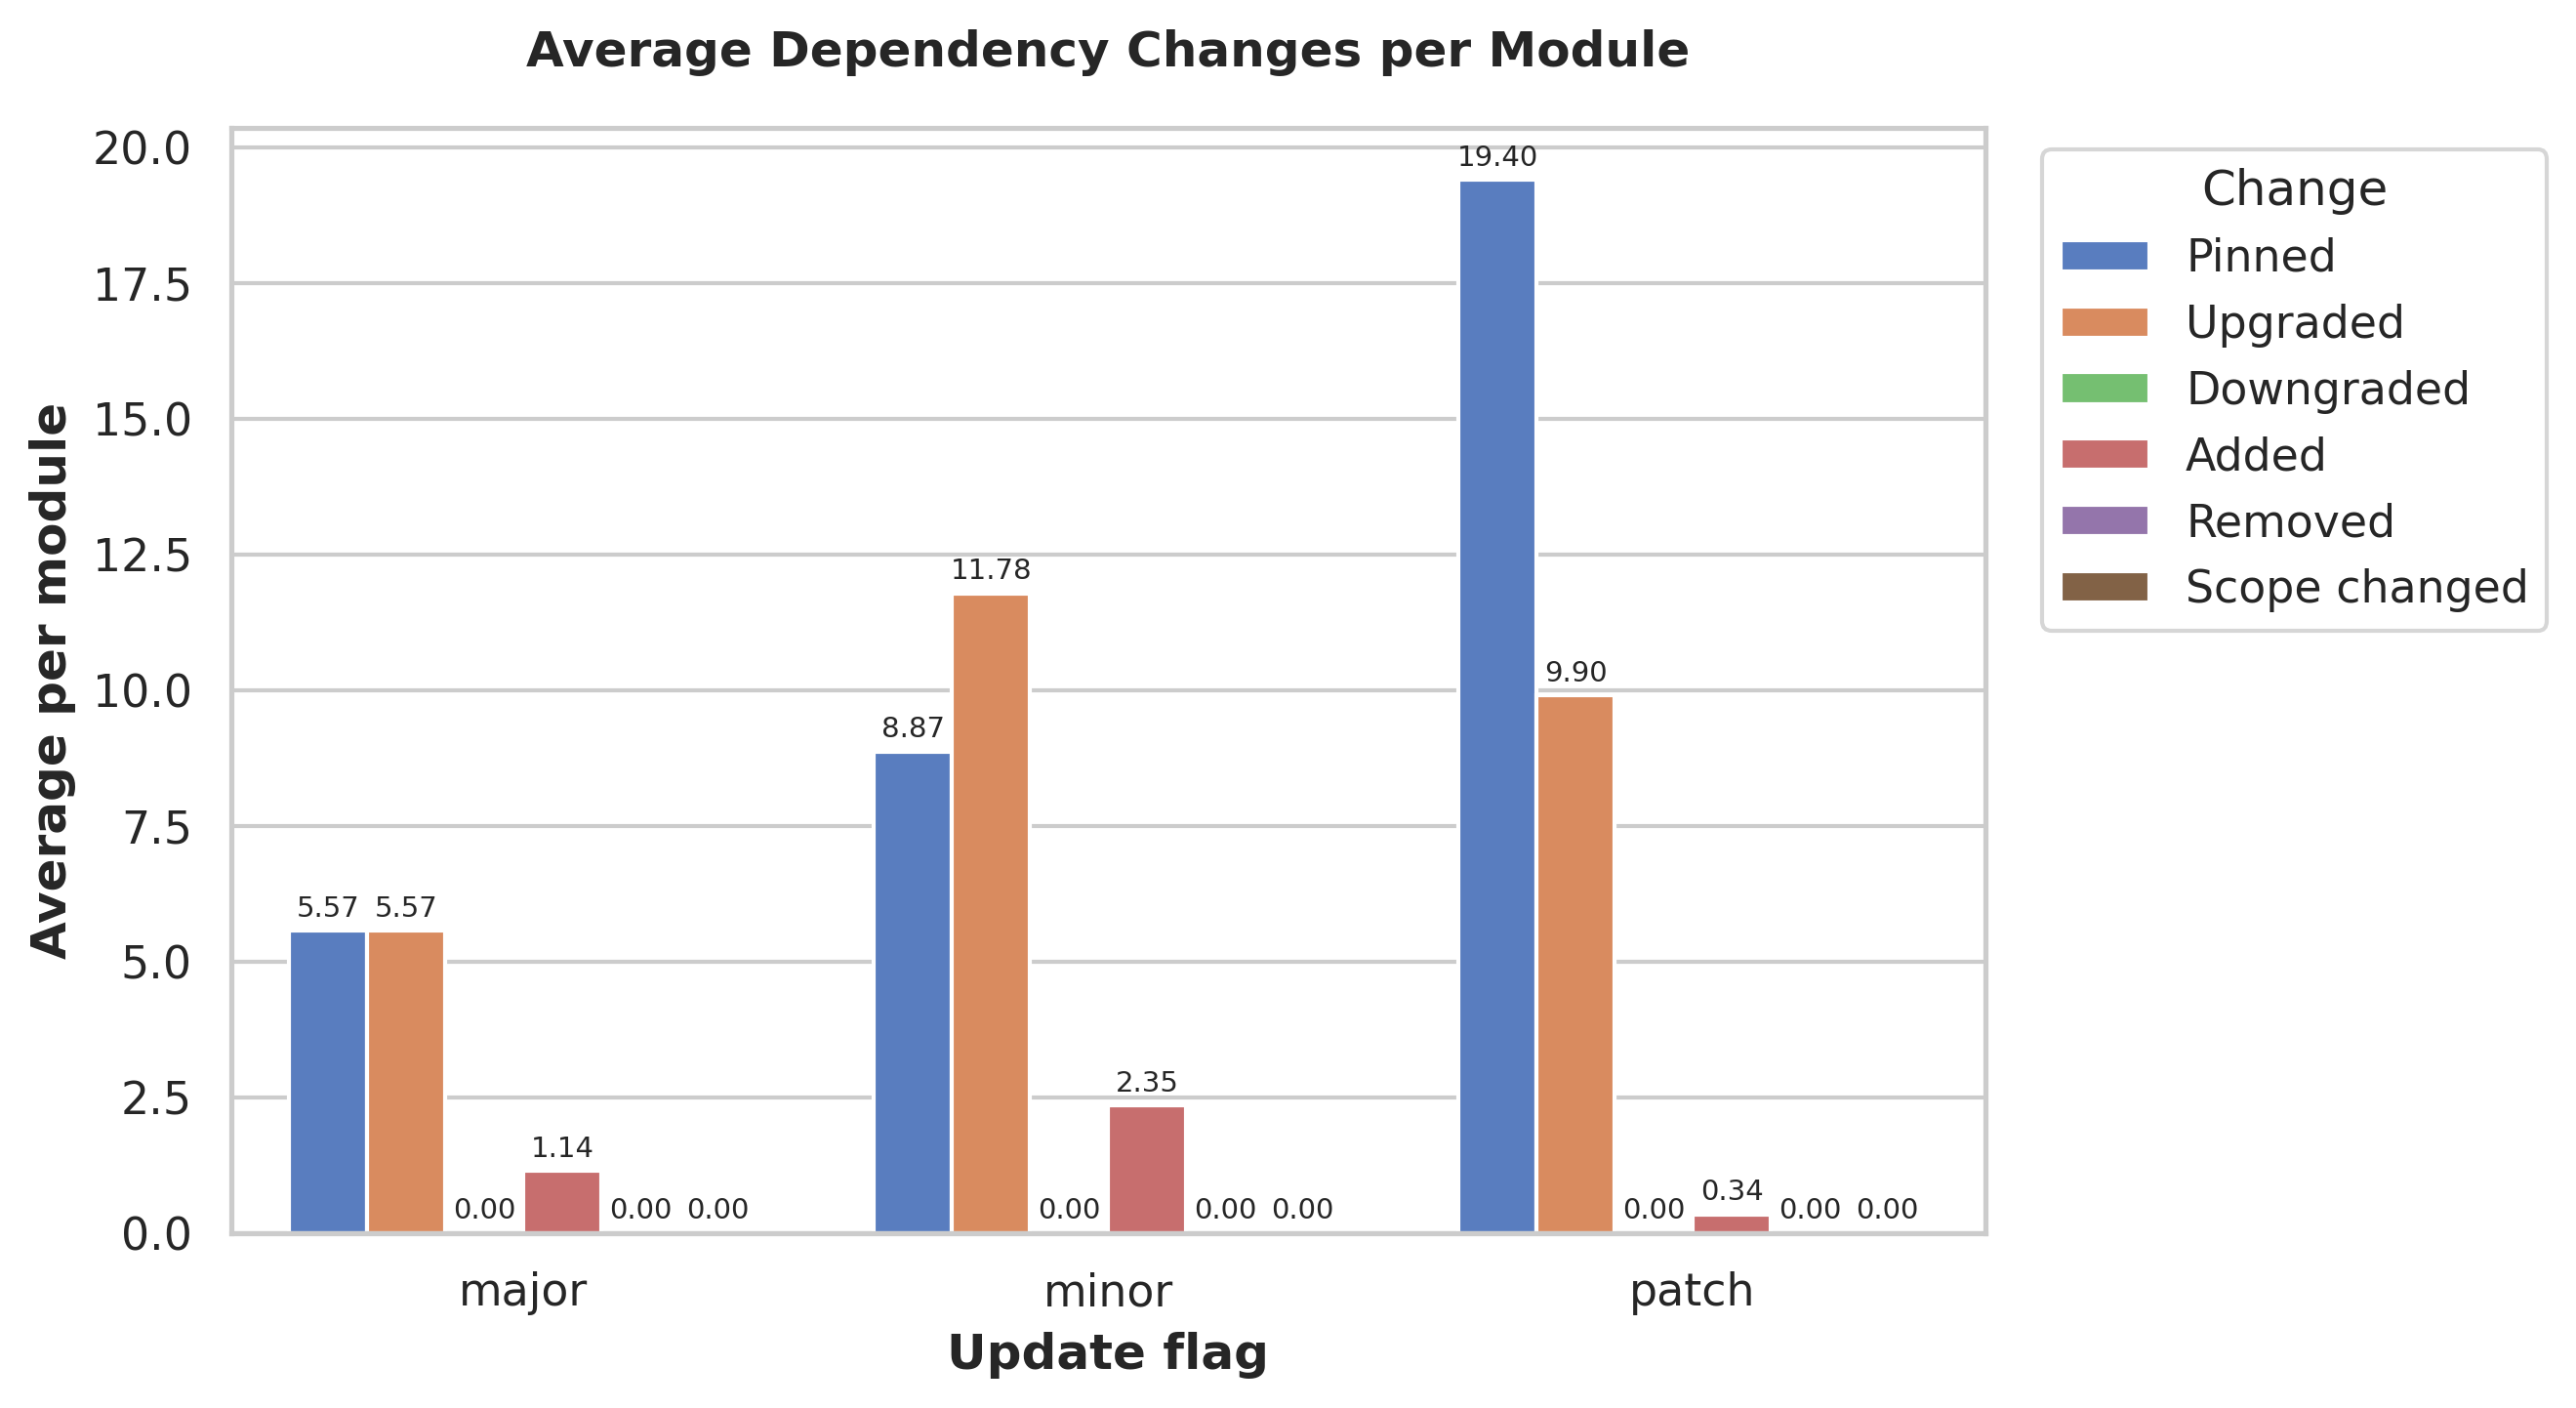 Average Dependency Changes per Module
20.0
17.5
15.0
12.5
10.0
7.5
5.0
2.5
0.0
Average per module
5.57
5.57
0.00
1.14
0.00
0.00
8.87
11.78
0.00
2.35
0.00
0.00
19.40
9.90
0.00
0.34
0.00
0.00
major
minor
patch
Update flag
Change
Pinned
Upgraded
Downgraded
Added
Removed
Scope changed